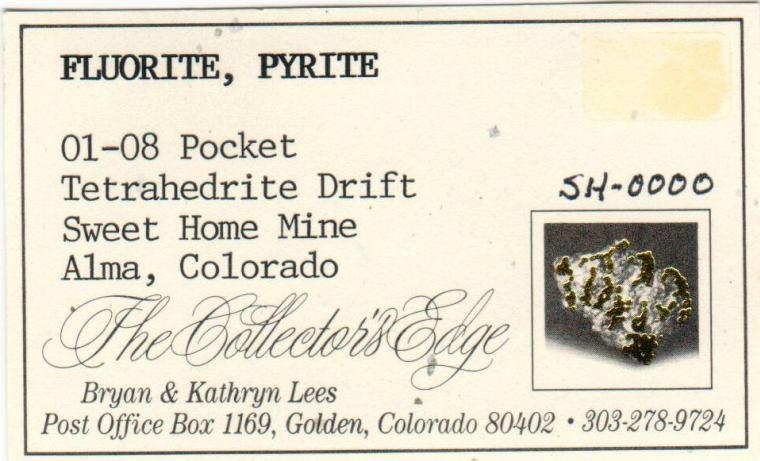 FLUORITE, PYRITE
01-08 Pocket
Tetrahedrite Drift
Sweet Home Mine
Alma, Colorado
SH-0000
The Collector's Edge
Bryan & Kathryn Lees
Post Office Box 1169, Golden, Colorado 80402 • 303-278-9724